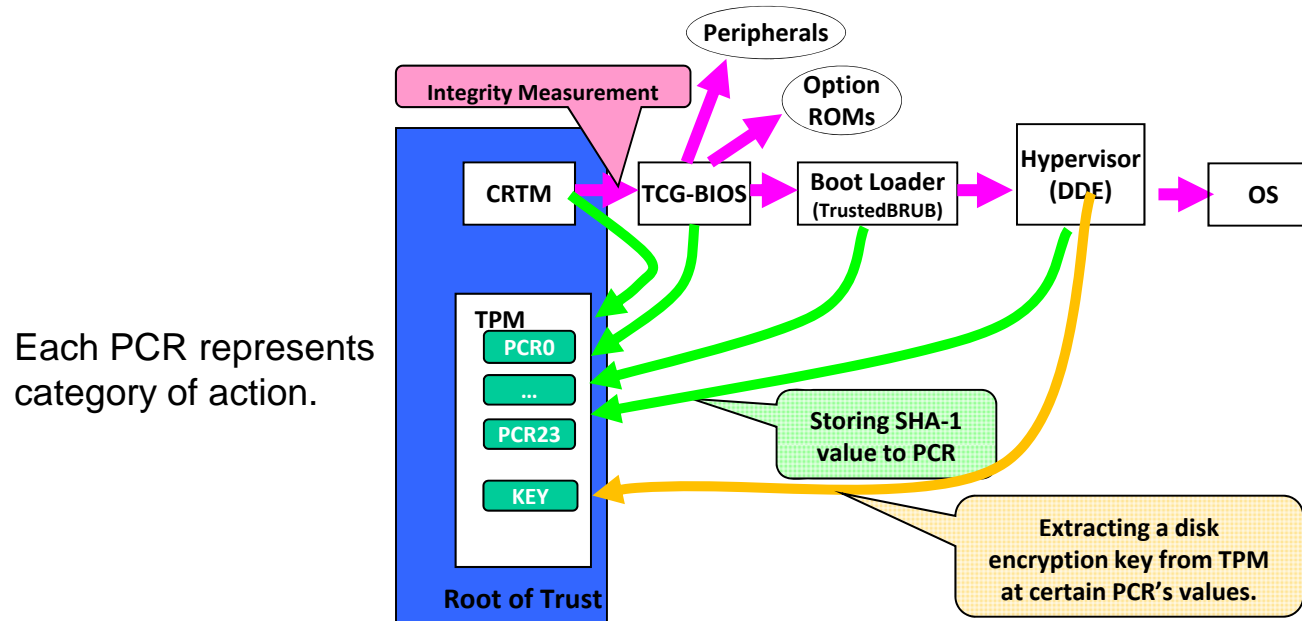 Peripherals
Integrity Measurement
Option
ROMs
CRTM
TCG-BIOS
Boot Loader
(TrustedBRUB)
Hypervisor
(DDE)
OS
Each PCR represents
category of action.
TPM
PCR0
...
PCR23
KEY
Storing SHA-1
value to PCR
Extracting a disk
encryption key from TPM
at certain PCR's values.
Root of Trust